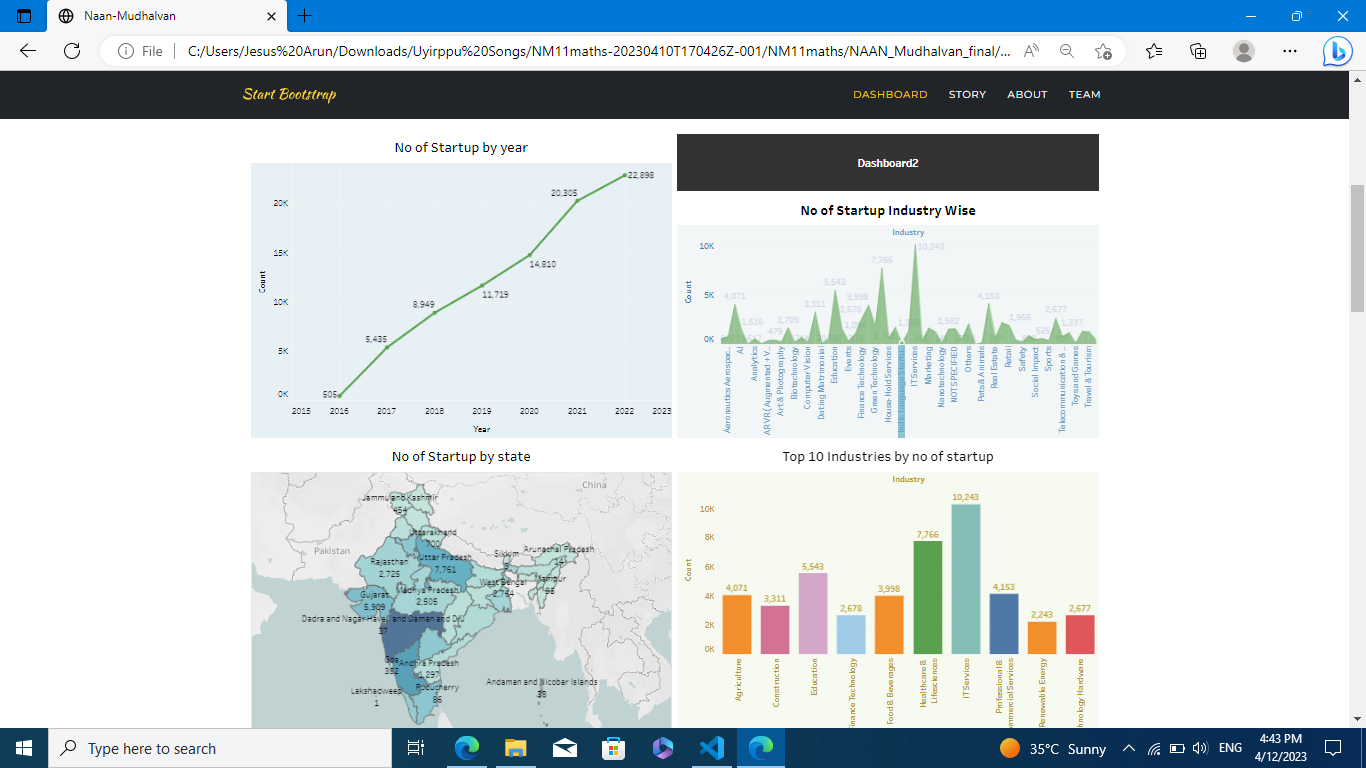 Naan-Mudhalvan
File
C:/Users/Jesus%20Arun/Downloads/Uyirppu%20Songs/NM11maths-20230410T170426Z-001/NM11maths/NAAN_Mudhalvan_final/...
Start Bootstrap
DASHBOARD STORY ABOUT TEAM
No of Startup by year
20K
15K
10K
5K
0K
Count
505
5,435
8,949
11,719
14,810
20,305
22,898
2015 2016 2017 2018 2019 2020 2021 2022 2023
Year
Dashboard2
No of Startup Industry Wise
Industry
10K
5K
0K
Count
4,071
1,516
479
1,705
3,311
5,543
2,678
3,998
7,766
10,243
1,582
4,153
1,965
526
2,677
1,337
Aeronautics Aerospac..
AI
Analytics
AR VR (Augmented + V..
Art & Photography
Biotechnology
Computer Vision
Dating Matrimonial
Education
Events
Finance Technology
Green Technology
House-Hold Services
IT Services
Marketing
Nanotechnology
NOT SPECIFIED
Others
Pets & Animals
Real Estate
Retail
Safety
Social Impact
Sports
Telecommunication & ..
Toys and Games
Travel & Tourism
No of Startup by state
China
Pakistan
Jammu and Kashmir
454
Uttarakhand
700
Uttar Pradesh
7,761
Rajasthan
2,725
Sikkim
Arunachal Pradesh
14
Manipur
95
West Bengal
2,764
Madhya Pradesh
2,505
Gujarat
5,909
Dadra and Nagar Haveli and Daman and Diu
37
Goa
352
Andhra Pradesh
1,297
Puducherry
86
Lakshadweep
1
Andaman and Nicobar Islands
38
Top 10 Industries by no of startup
Industry
10K
8K
6K
4K
2K
0K
Count
4,071
3,311
5,543
2,678
3,998
7,766
10,243
4,153
2,243
2,677
Agriculture
Construction
Education
inance Technology
Food & Beverages
Healthcare &
Lifesciences
IT Services
Professional &
mmercial Services
Renewable Energy
hnology Hardware
Type here to search
35°C Sunny
ENG
4:43 PM
4/12/2023